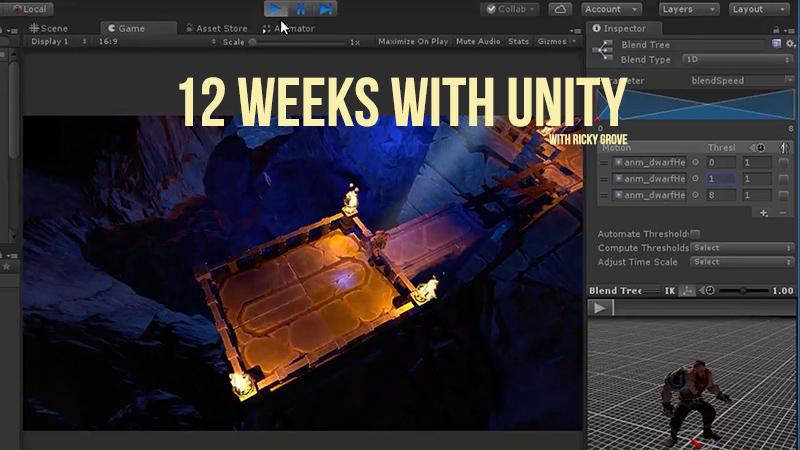 Local
Collab
Account
Layers
Layout
Scene
Game
Asset Store
Animator
Display 1
16:9
Scale
1x
Maximize On Play
Mute Audio
Stats
Gizmos
Inspector
Blend Tree
Blend Type
1D
blendSpeed
12 WEEKS WITH UNITY
WITH RICKY GROVE
0
8
Motion
Thresl
anm_dwarfHe
0
1
anm_dwarfHe
1
1
anm_dwarfHe
8
1
Automate Threshold:
Compute Thresholds
Select
Adjust Time Scale
Select
Blend Tree
IK
1.00